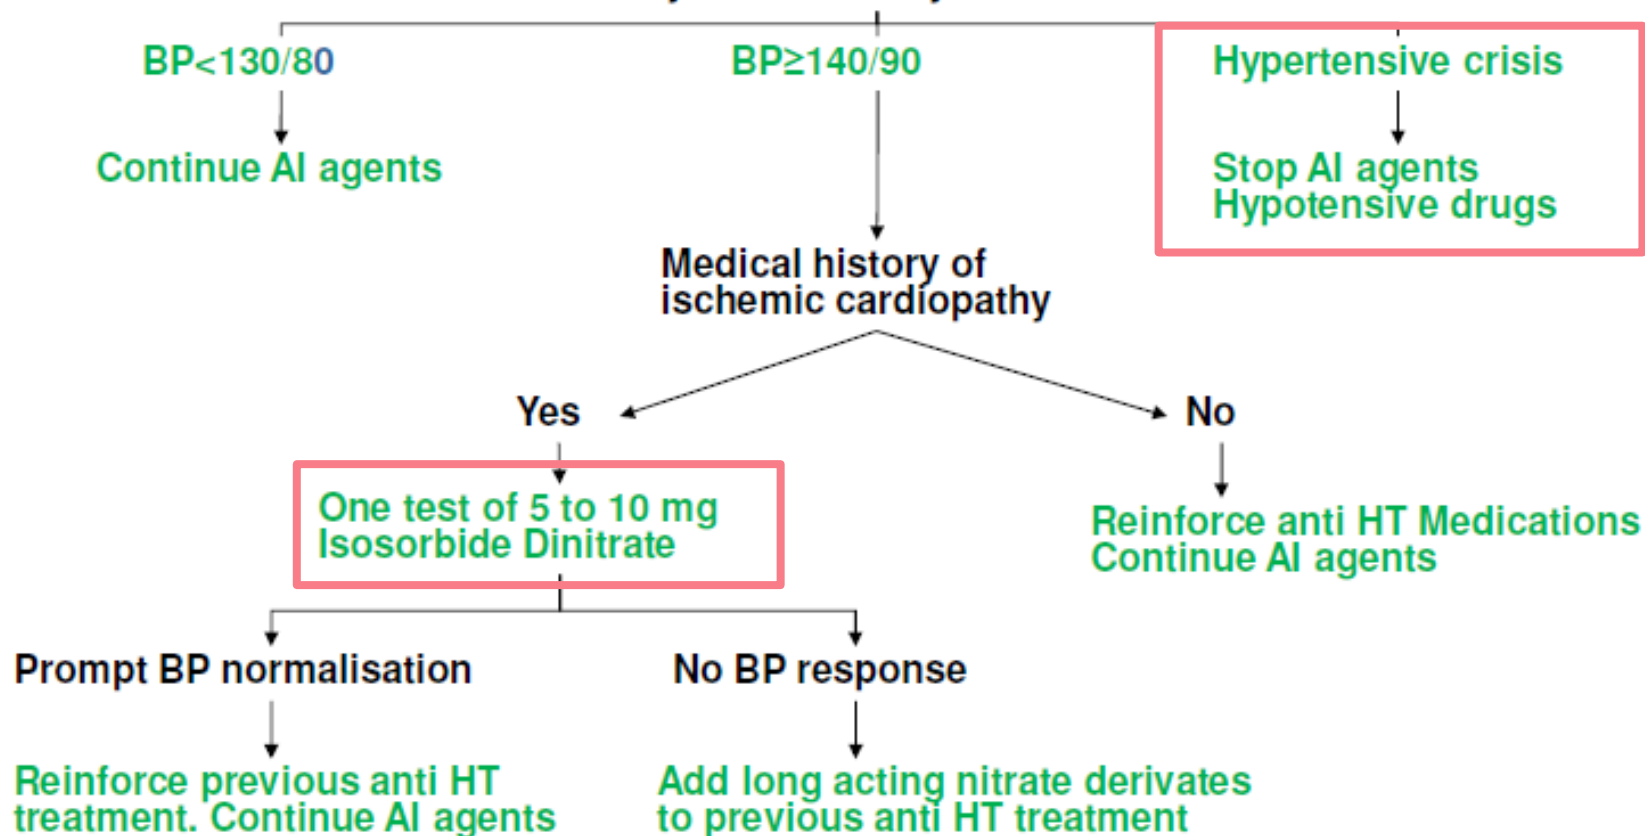 BP<130/80
BP≥140/90
Hypertensive crisis
Continue AI agents
Stop AI agents
Hypotensive drugs
Medical history of
ischemic cardiopathy
Yes
No
One test of 5 to 10 mg
Isosorbide Dinitrate
Reinforce anti HT Medications
Continue AI agents
Prompt BP normalisation
No BP response
Reinforce previous anti HT
treatment. Continue AI agents
Add long acting nitrate derivates
to previous anti HT treatment